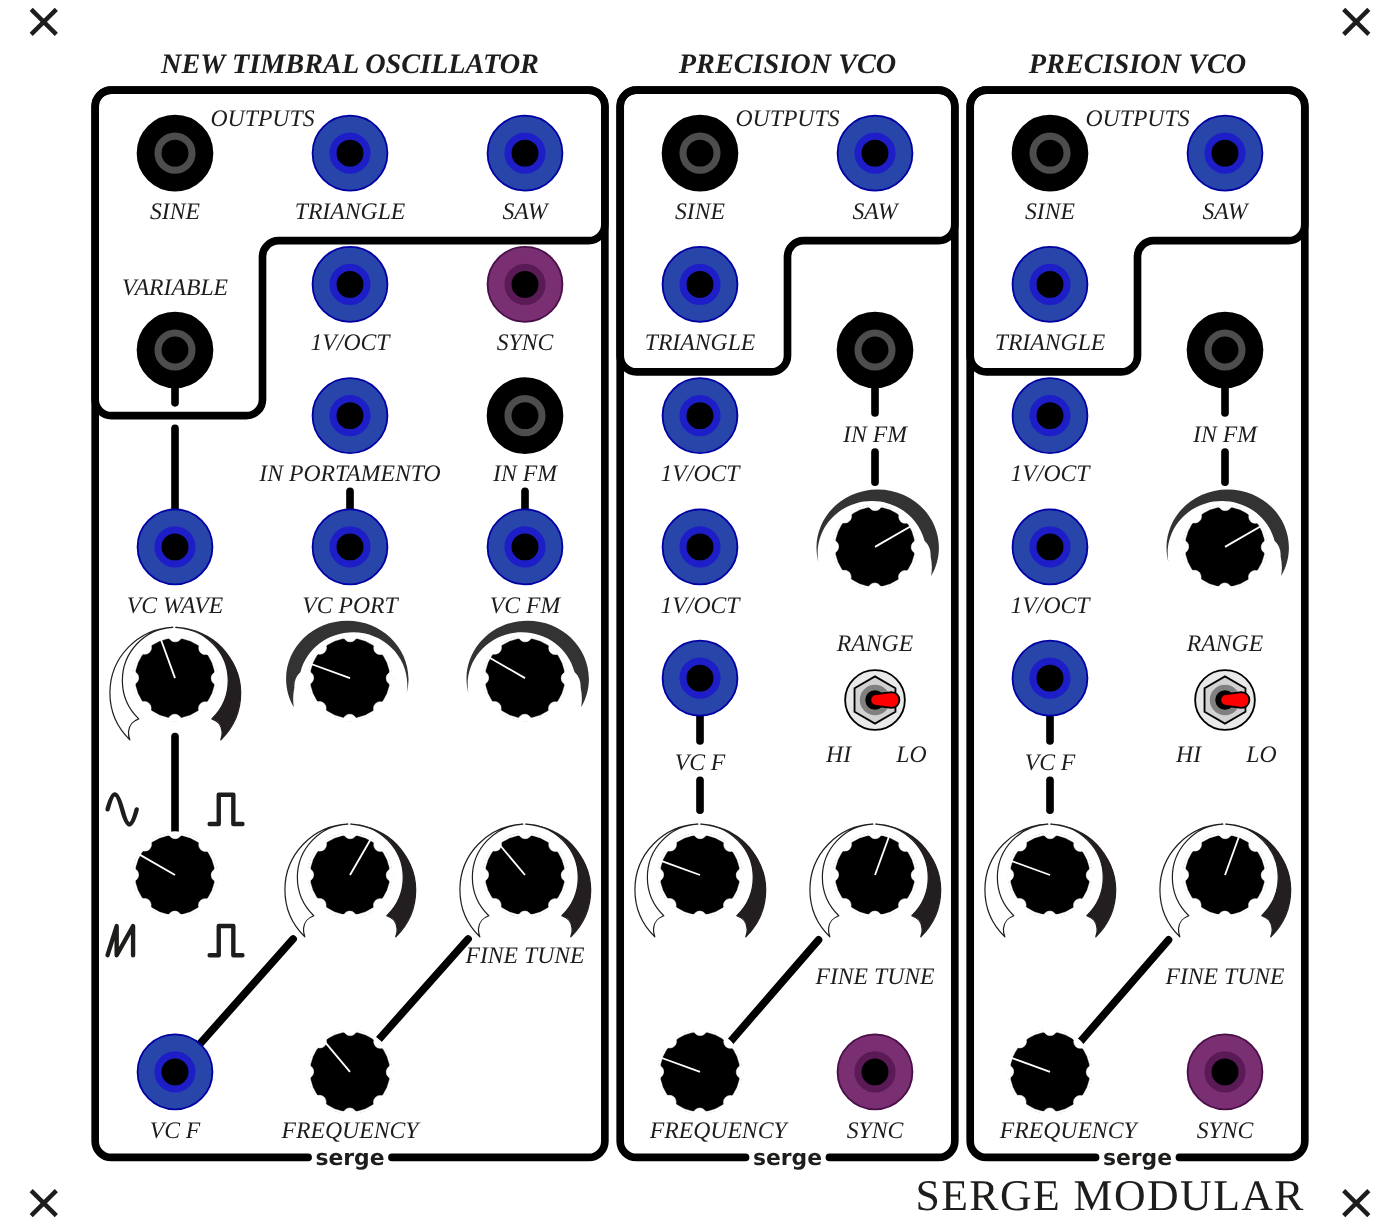 NEW TIMBRAL OSCILLATOR
OUTPUTS
SINE
TRIANGLE
SAW
VARIABLE
1V/OCT
SYNC
IN PORTAMENTO
IN FM
VC WAVE
VC PORT
VC FM
FINE TUNE
VC F
FREQUENCY
serge
PRECISION VCO
OUTPUTS
SINE
SAW
TRIANGLE
IN FM
1V/OCT
1V/OCT
RANGE
HI LO
VC F
FINE TUNE
FREQUENCY
SYNC
serge
PRECISION VCO
OUTPUTS
SINE
SAW
TRIANGLE
IN FM
1V/OCT
1V/OCT
RANGE
HI LO
VC F
FINE TUNE
FREQUENCY
SYNC
serge
SERGE MODULAR